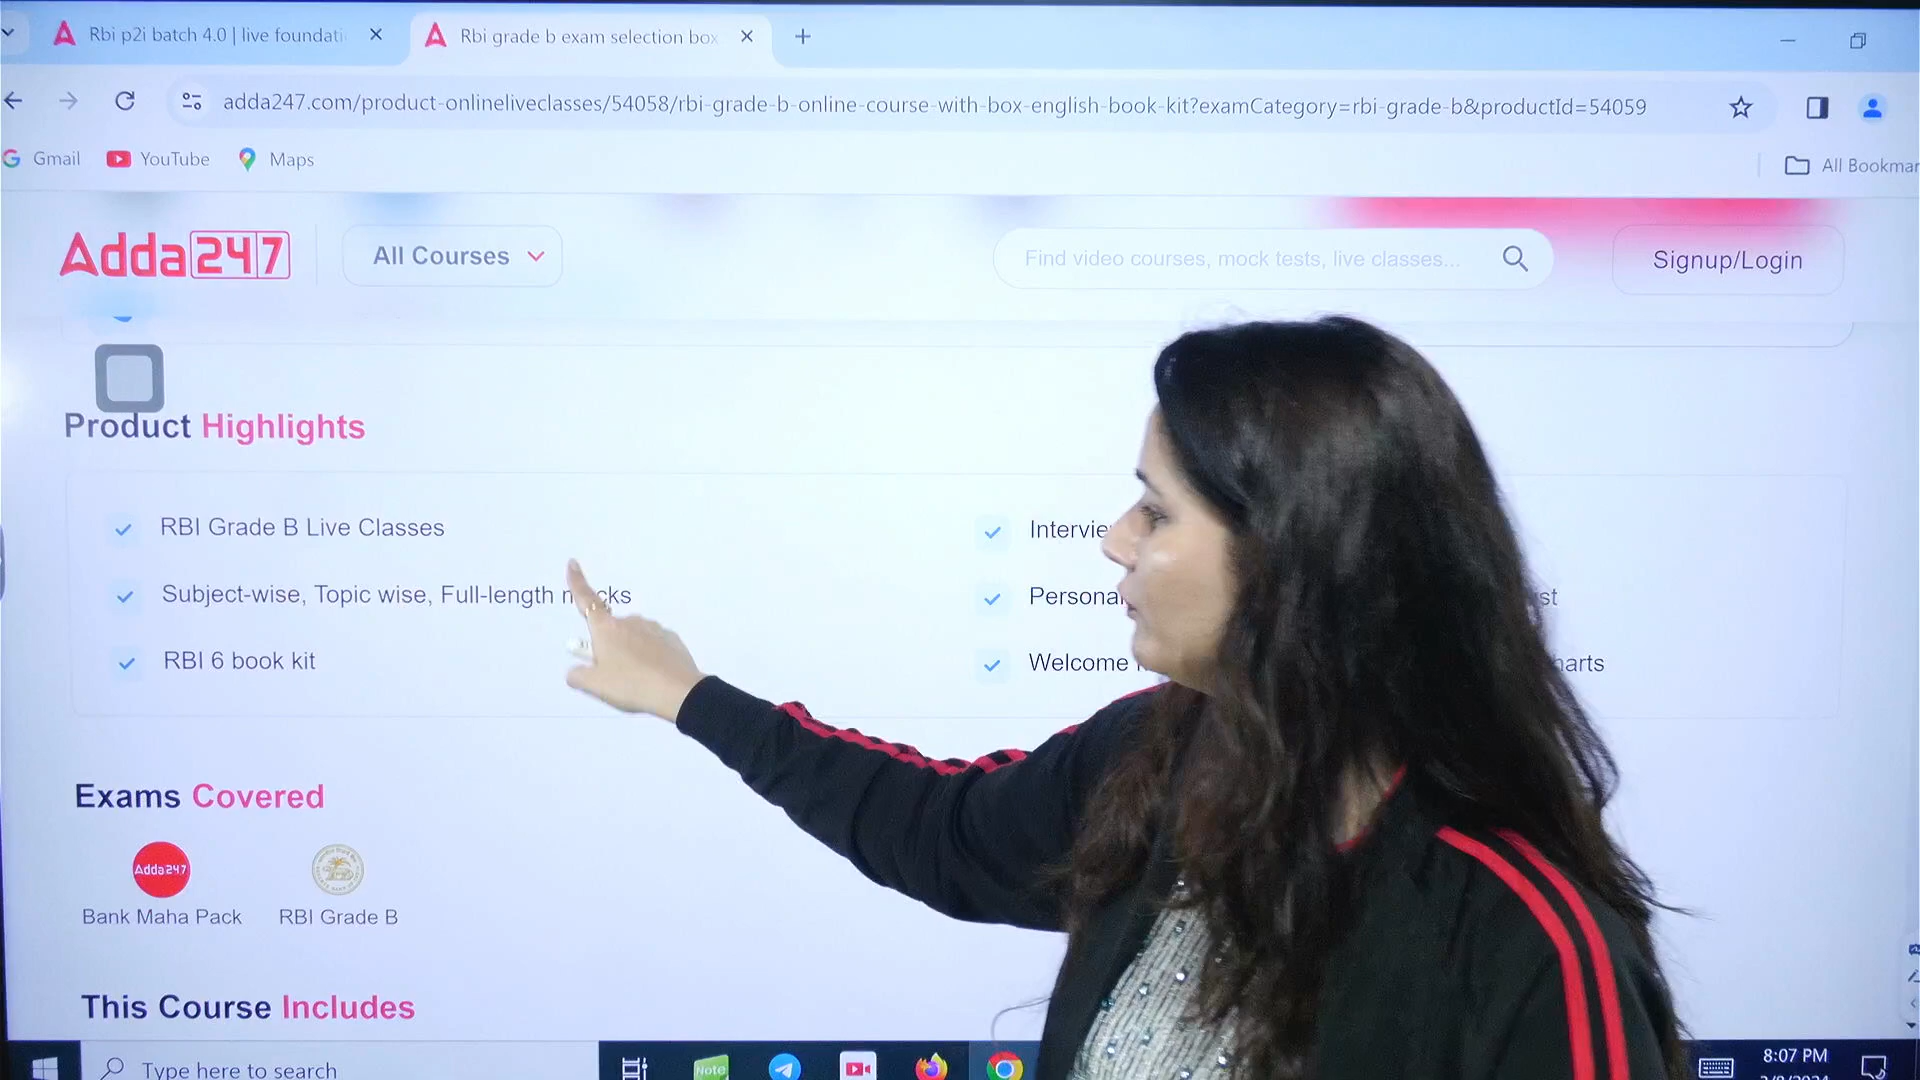 Rbi p2i batch 4.0 | live foundati
Rbi grade b exam selection box
adda247.com/product-onlineliveclasses/54058/rbi-grade-b-online-course-with-box-english-book-kit?examCategory=rbi-grade-b&productId=54059
Gmail YouTube Maps All Bookmar
Adda247 All Courses Find video courses, mock tests, live classes... Signup/Login
Product Highlights
RBI Grade B Live Classes
Subject-wise, Topic wise, Full-length mocks
RBI 6 book kit
Intervie
Persona st
Welcome harts
Exams Covered
Adda247
Bank Maha Pack RBI Grade B
This Course Includes
Type here to search
Note
8:07 PM